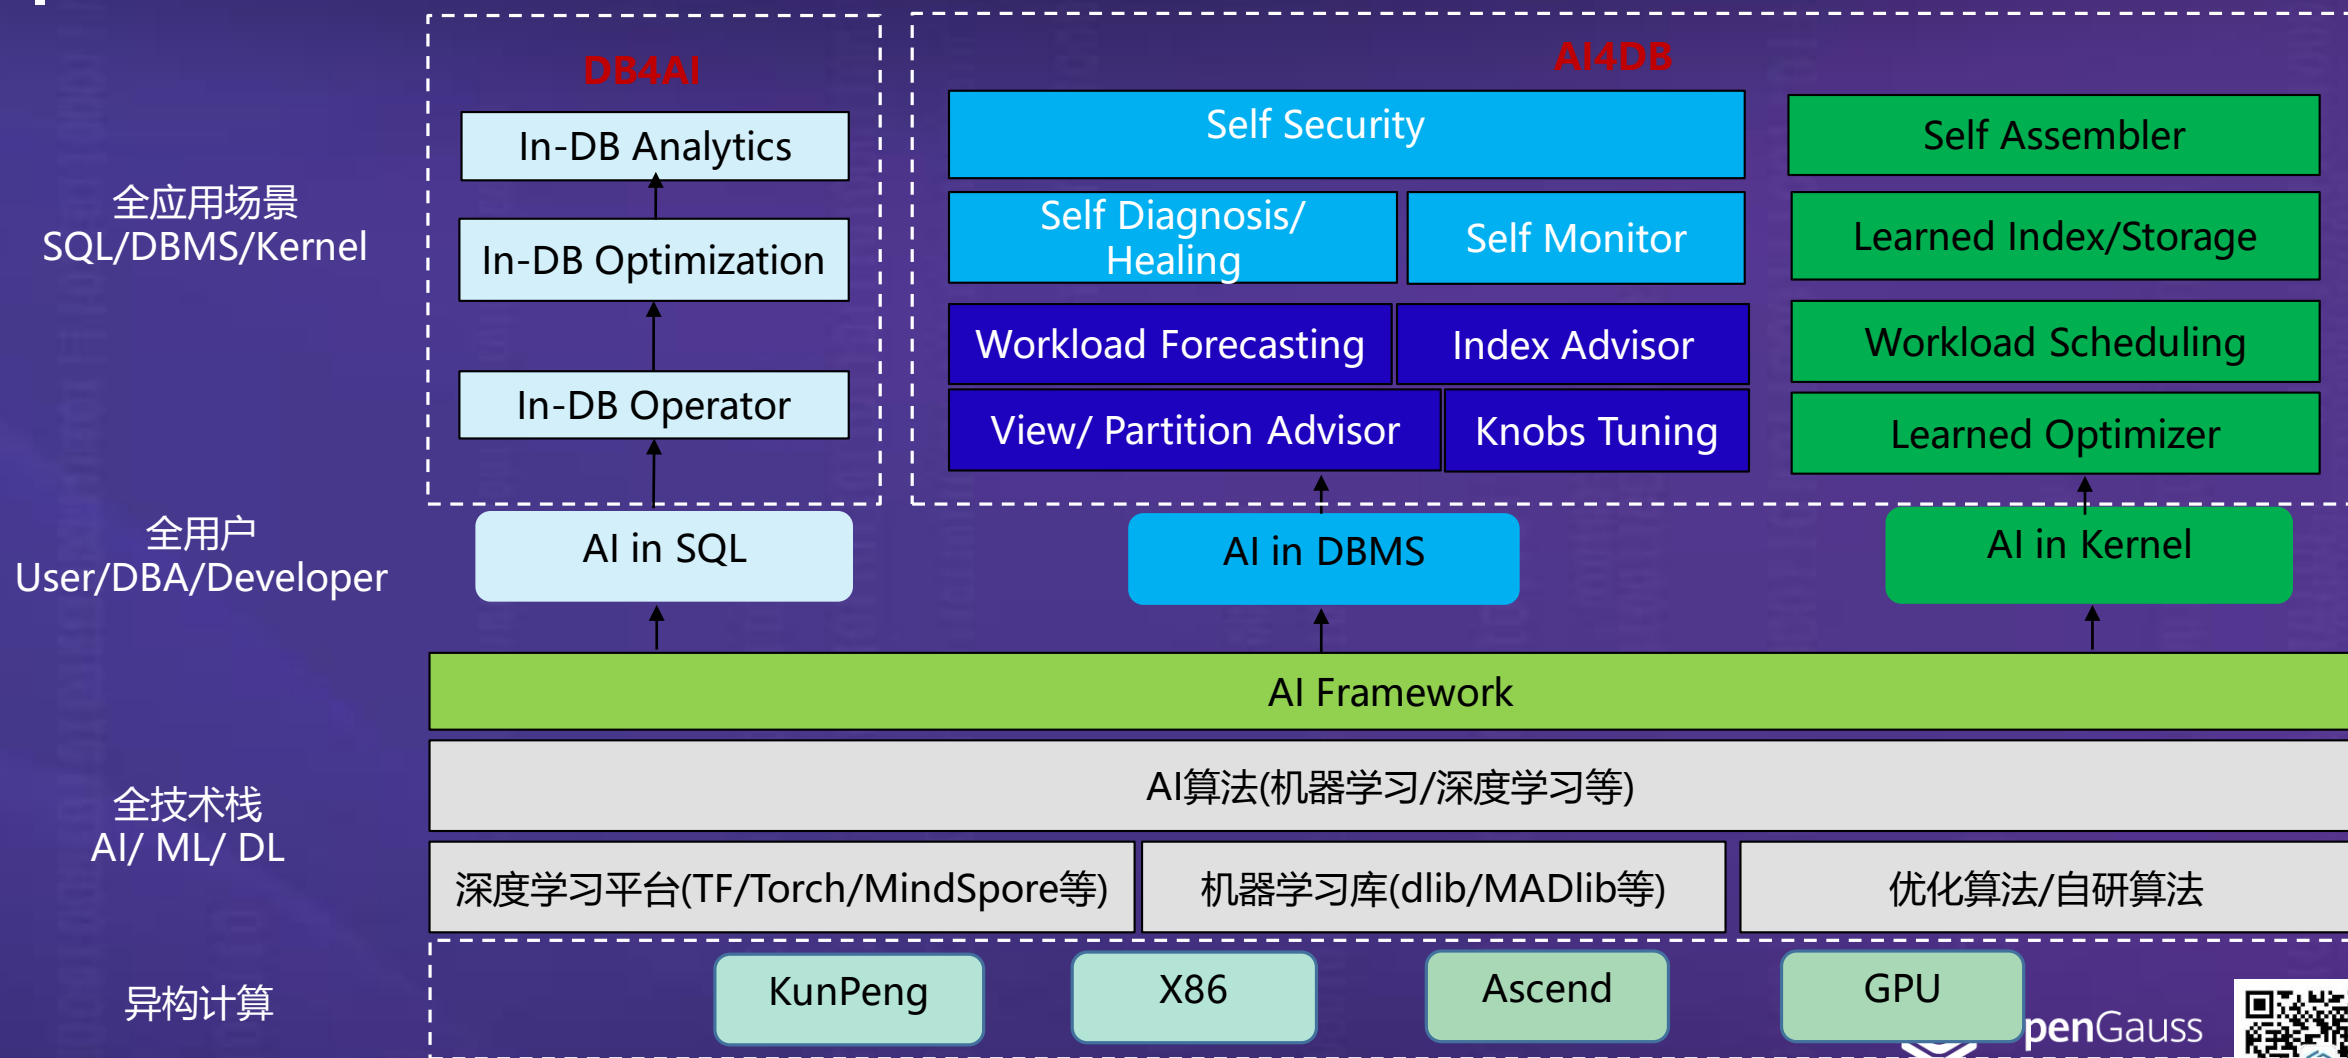 DB4AI
AI4DB
全应用场景
SQL/DBMS/Kernel
In-DB Analytics
In-DB Optimization
In-DB Operator
Self Security
Self Diagnosis/
Healing
Self Monitor
Workload Forecasting
Index Advisor
View/ Partition Advisor
Knobs Tuning
Self Assembler
Learned Index/Storage
Workload Scheduling
Learned Optimizer
全用户
User/DBA/Developer
AI in SQL
AI in DBMS
AI in Kernel
AI Framework
全技术栈
AI/ ML/ DL
AI算法(机器学习/深度学习等)
深度学习平台(TF/Torch/MindSpore等)
机器学习库(dlib/MADlib等)
优化算法/自研算法
异构计算
KunPeng
X86
Ascend
GPU
penGauss